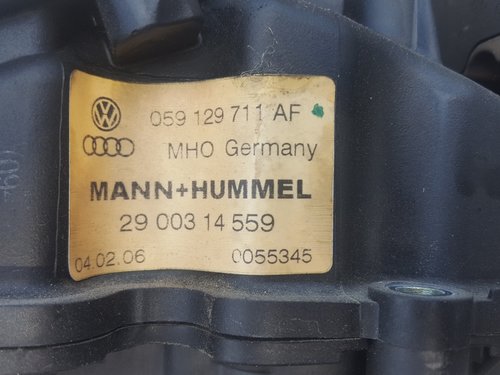 059 129 711 AF
MHO Germany
MANN+HUMMEL
29 003 14 559
04.02.06 0055345